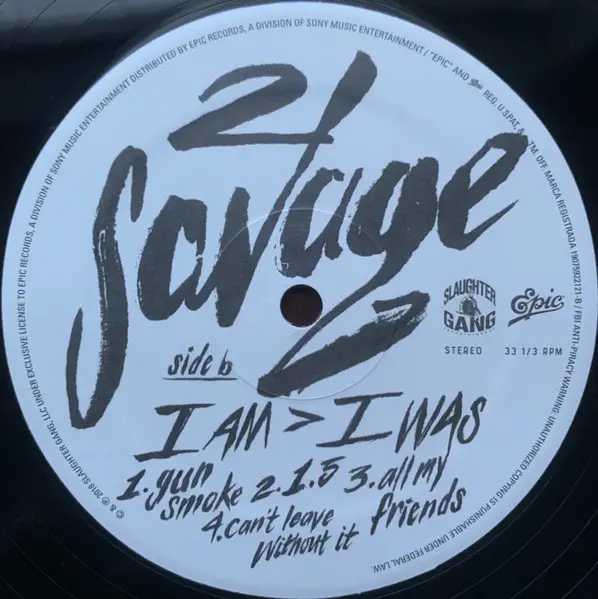 21
Savage
side b
I AM > I WAS
1. gun smoke 2. 1.5 3. all my friends
4. can't leave without it
SLAUGHTER
GANG
Epic
STEREO 33 1/3 RPM
℗ & © 2018 SLAUGHTER GANG, LLC UNDER EXCLUSIVE LICENSE TO EPIC RECORDS, A DIVISION OF SONY MUSIC ENTERTAINMENT DISTRIBUTED BY EPIC RECORDS, A DIVISION OF SONY MUSIC ENTERTAINMENT / "EPIC" AND Epic REG. U.S. PAT. & TM. OFF. MARCA REGISTRADA 19075922121-B / FBI ANTI-PIRACY WARNING: UNAUTHORIZED COPYING IS PUNISHABLE UNDER FEDERAL LAW.